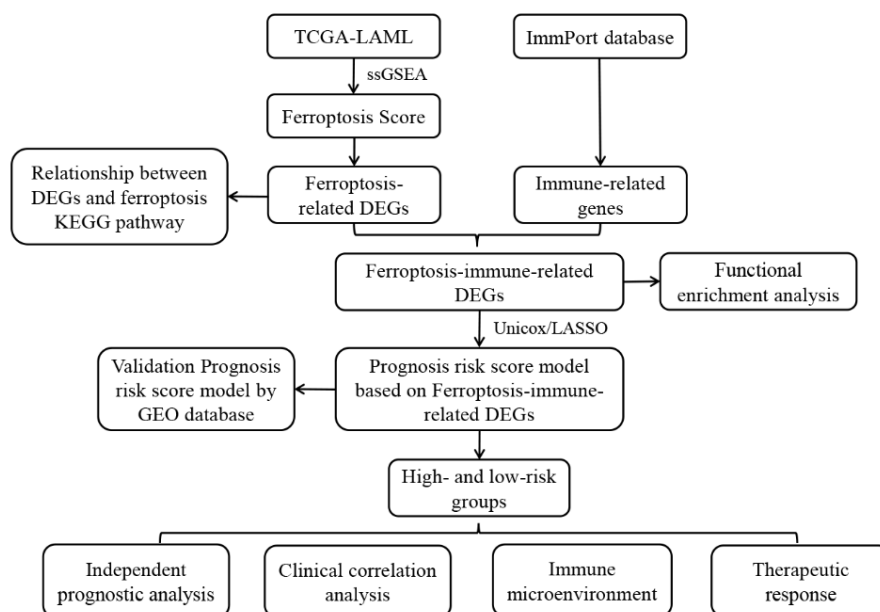 TCGA-LAML
ImmPort database
ssGSEA
Ferroptosis Score
Relationship between
DEGs and ferroptosis
KEGG pathway
Ferroptosis-
related DEGs
Immune-related
genes
Ferroptosis-immune-related
DEGs
Functional
enrichment analysis
Unicox/LASSO
Validation Prognosis
risk score model by
GEO database
Prognosis risk score model
based on Ferroptosis-immune-
related DEGs
High- and low-risk
groups
Independent
prognostic analysis
Clinical correlation
analysis
Immune
microenvironment
Therapeutic
response